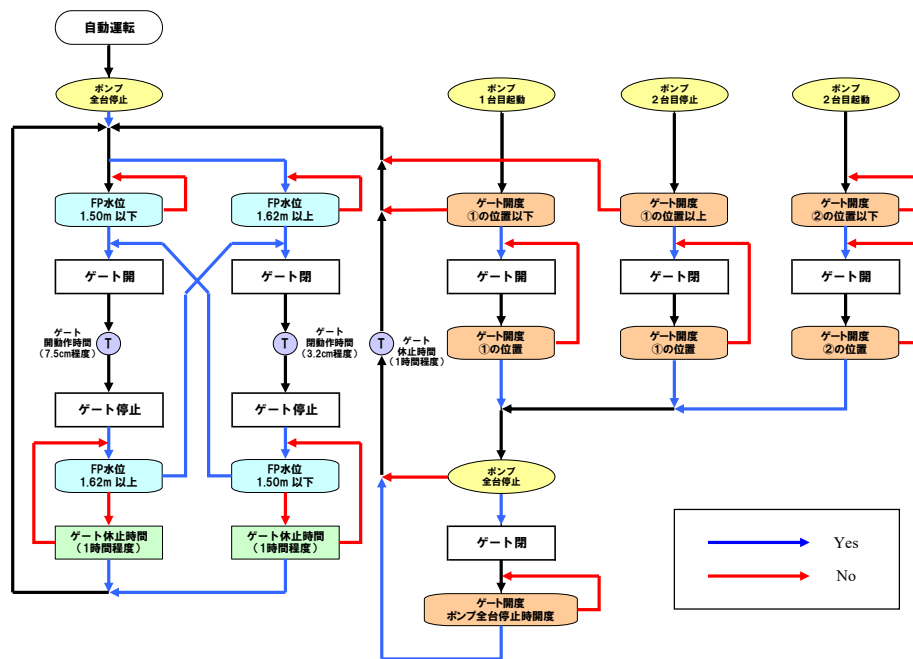 自動運転
ポンプ
全台停止
ポンプ
1台目起動
ポンプ
2台目停止
ポンプ
2台目起動
FP水位
1.50m 以下
FP水位
1.62m 以上
ゲート開度
①の位置以下
ゲート開度
①の位置以上
ゲート開度
②の位置以下
ゲート開
ゲート閉
ゲート開
ゲート閉
ゲート開
ゲート
開動作時間
(7.5cm程度)
T
T
ゲート
閉動作時間
(3.2cm程度)
T
ゲート
休止時間
(1時間程度)
ゲート開度
①の位置
ゲート開度
①の位置
ゲート開度
②の位置
ゲート停止
ゲート停止
FP水位
1.62m 以上
FP水位
1.50m 以下
ポンプ
全台停止
ゲート休止時間
(1時間程度)
ゲート休止時間
(1時間程度)
ゲート閉
ゲート開度
ポンプ全台停止時開度
Yes
No